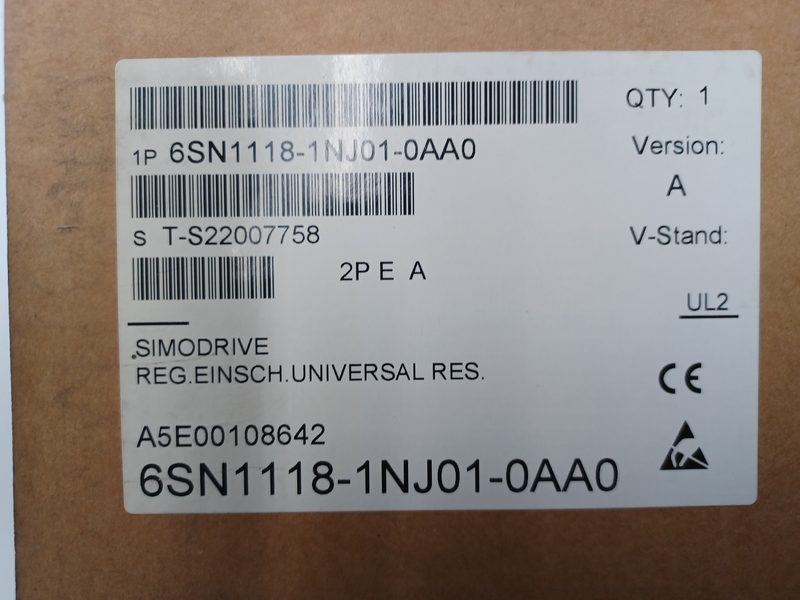 QTY: 1
1P 6SN1118-1NJ01-0AA0
Version:
A
S T-S22007758
V-Stand:
2P E A
UL2
SIMODRIVE
REG.EINSCH.UNIVERSAL RES.
CE
A5E00108642
6SN1118-1NJ01-0AA0